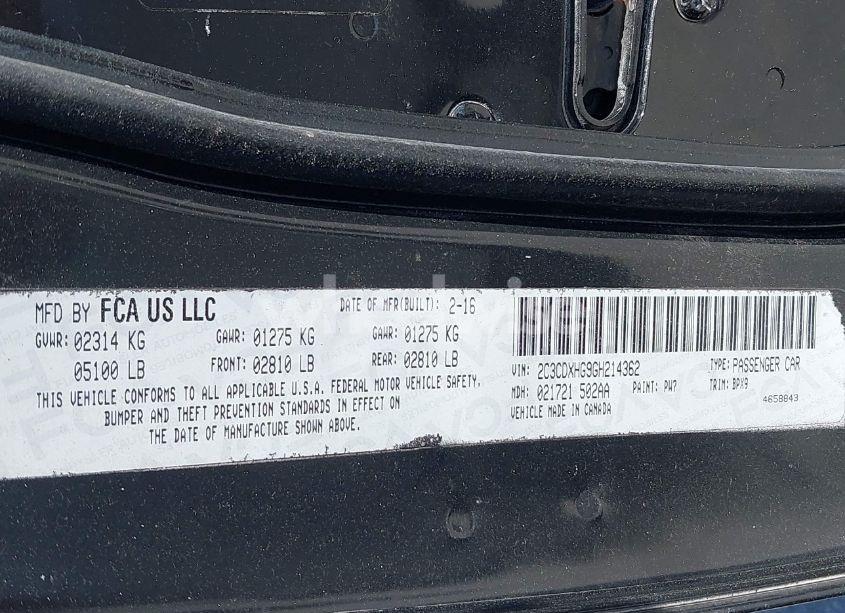 MFD BY FCA US LLC DATE OF MFR(BUILT): 2-16
GVWR: 02314 KG GAWR: 01275 KG GAWR: 01275 KG
05100 LB FRONT: 02810 LB REAR: 02810 LB
THIS VEHICLE CONFORMS TO ALL APPLICABLE U.S.A. FEDERAL MOTOR VEHICLE SAFETY,
BUMPER AND THEFT PREVENTION STANDARDS IN EFFECT ON
THE DATE OF MANUFACTURE SHOWN ABOVE.
VIN: 2C3CDXHG9GH214362 TYPE: PASSENGER CAR
MDH: 021721 502AA PAINT: PW7 TRIM: BPX9
VEHICLE MADE IN CANADA 4658843